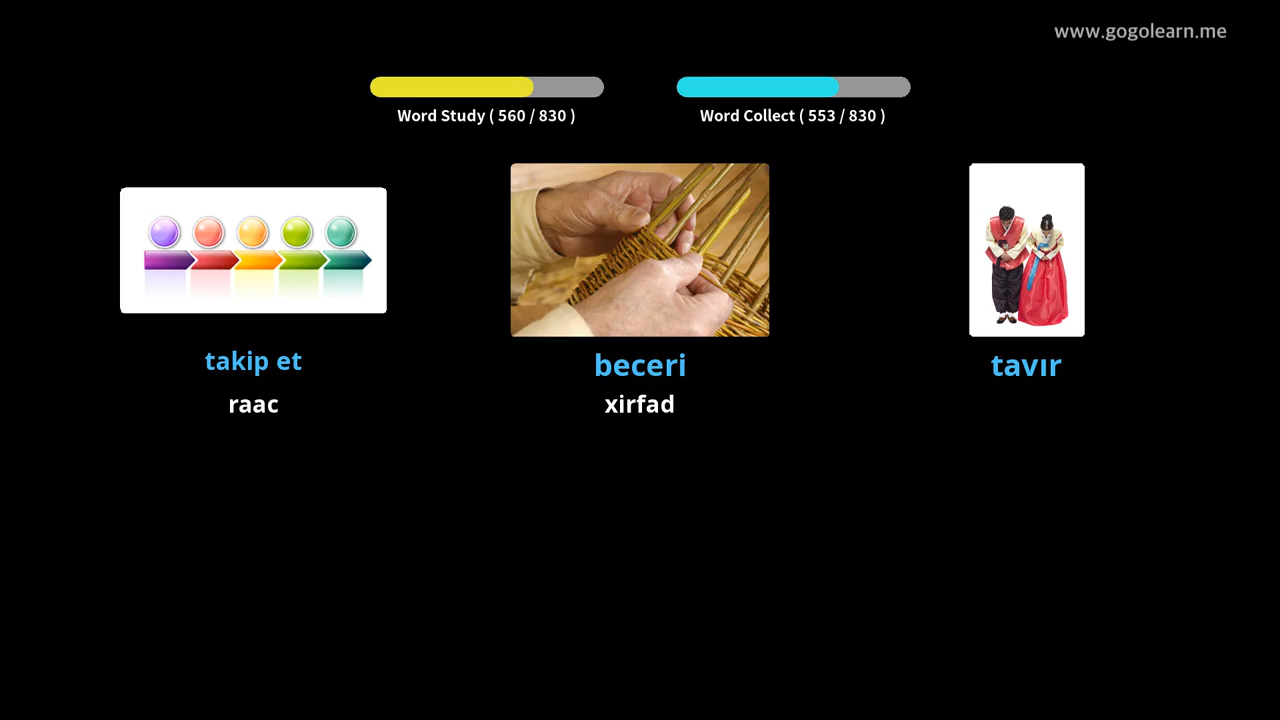 www.gogolearn.me
Word Study ( 560 / 830 )
Word Collect ( 553 / 830 )
takip et
raac
beceri
xirfad
tavır